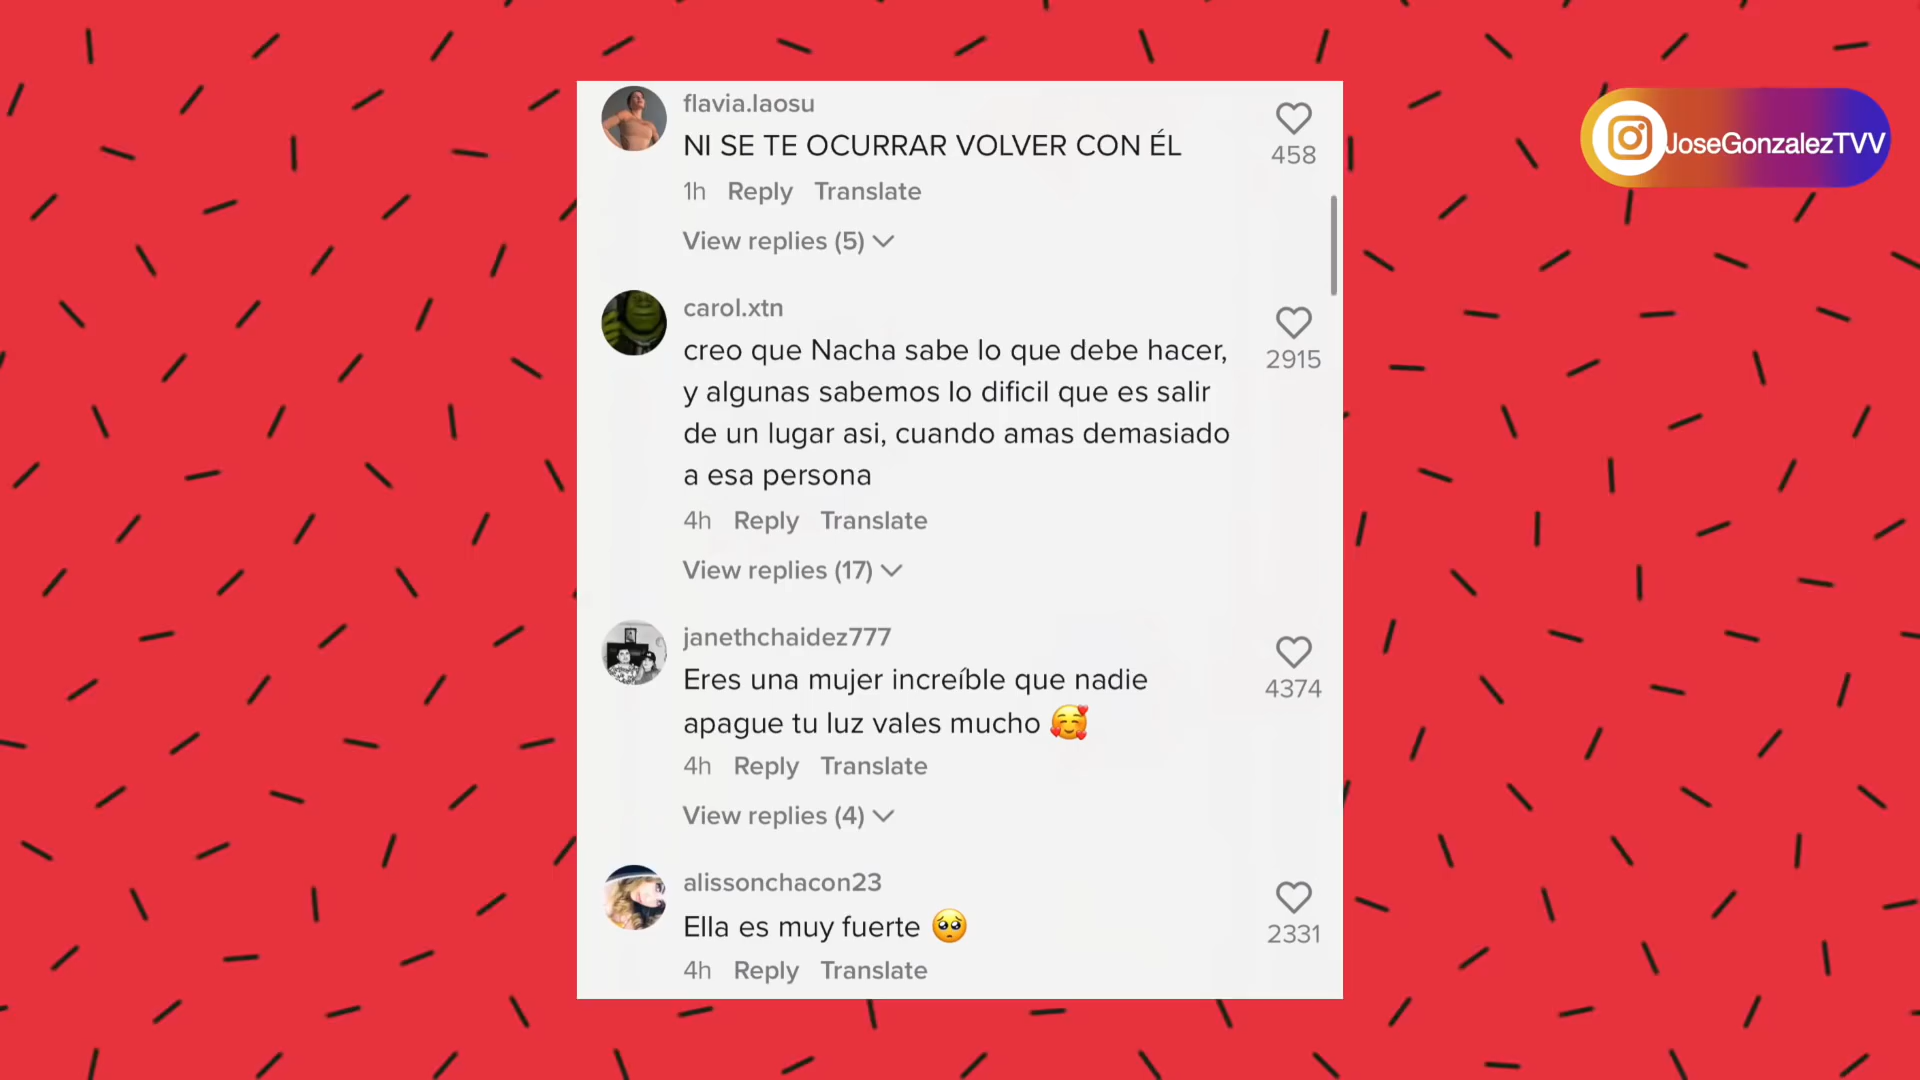 flavia.laosu
NI SE TE OCURRAR VOLVER CON ÉL
458
1h Reply Translate
View replies (5)
carol.xtn
creo que Nacha sabe lo que debe hacer,
2915
y algunas sabemos lo dificil que es salir
de un lugar asi, cuando amas demasiado
a esa persona
4h Reply Translate
View replies (17)
janethchaidez777
Eres una mujer increíble que nadie
4374
apague tu luz vales mucho 🥰
4h Reply Translate
View replies (4)
alissonchacon23
Ella es muy fuerte 🥺
2331
4h Reply Translate
JoseGonzalezTVV